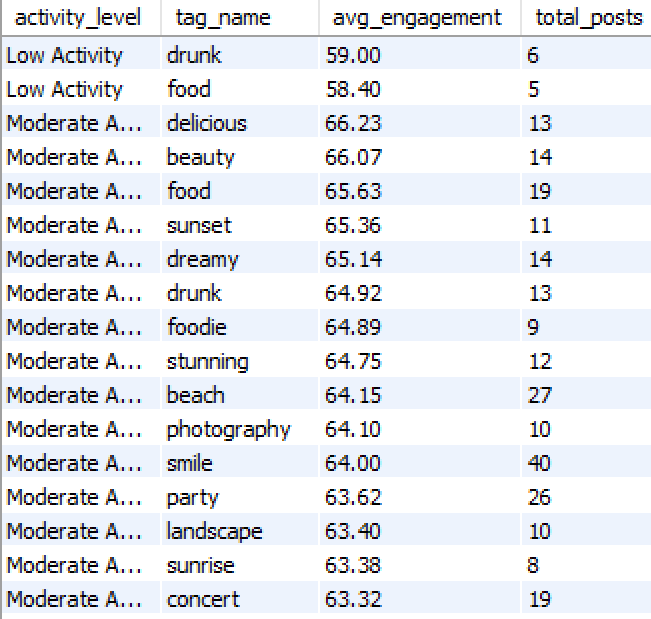 activity_level tag_name avg_engagement total_posts
Low Activity drunk 59.00 6
Low Activity food 58.40 5
Moderate A... delicious 66.23 13
Moderate A... beauty 66.07 14
Moderate A... food 65.63 19
Moderate A... sunset 65.36 11
Moderate A... dreamy 65.14 14
Moderate A... drunk 64.92 13
Moderate A... foodie 64.89 9
Moderate A... stunning 64.75 12
Moderate A... beach 64.15 27
Moderate A... photography 64.10 10
Moderate A... smile 64.00 40
Moderate A... party 63.62 26
Moderate A... landscape 63.40 10
Moderate A... sunrise 63.38 8
Moderate A... concert 63.32 19